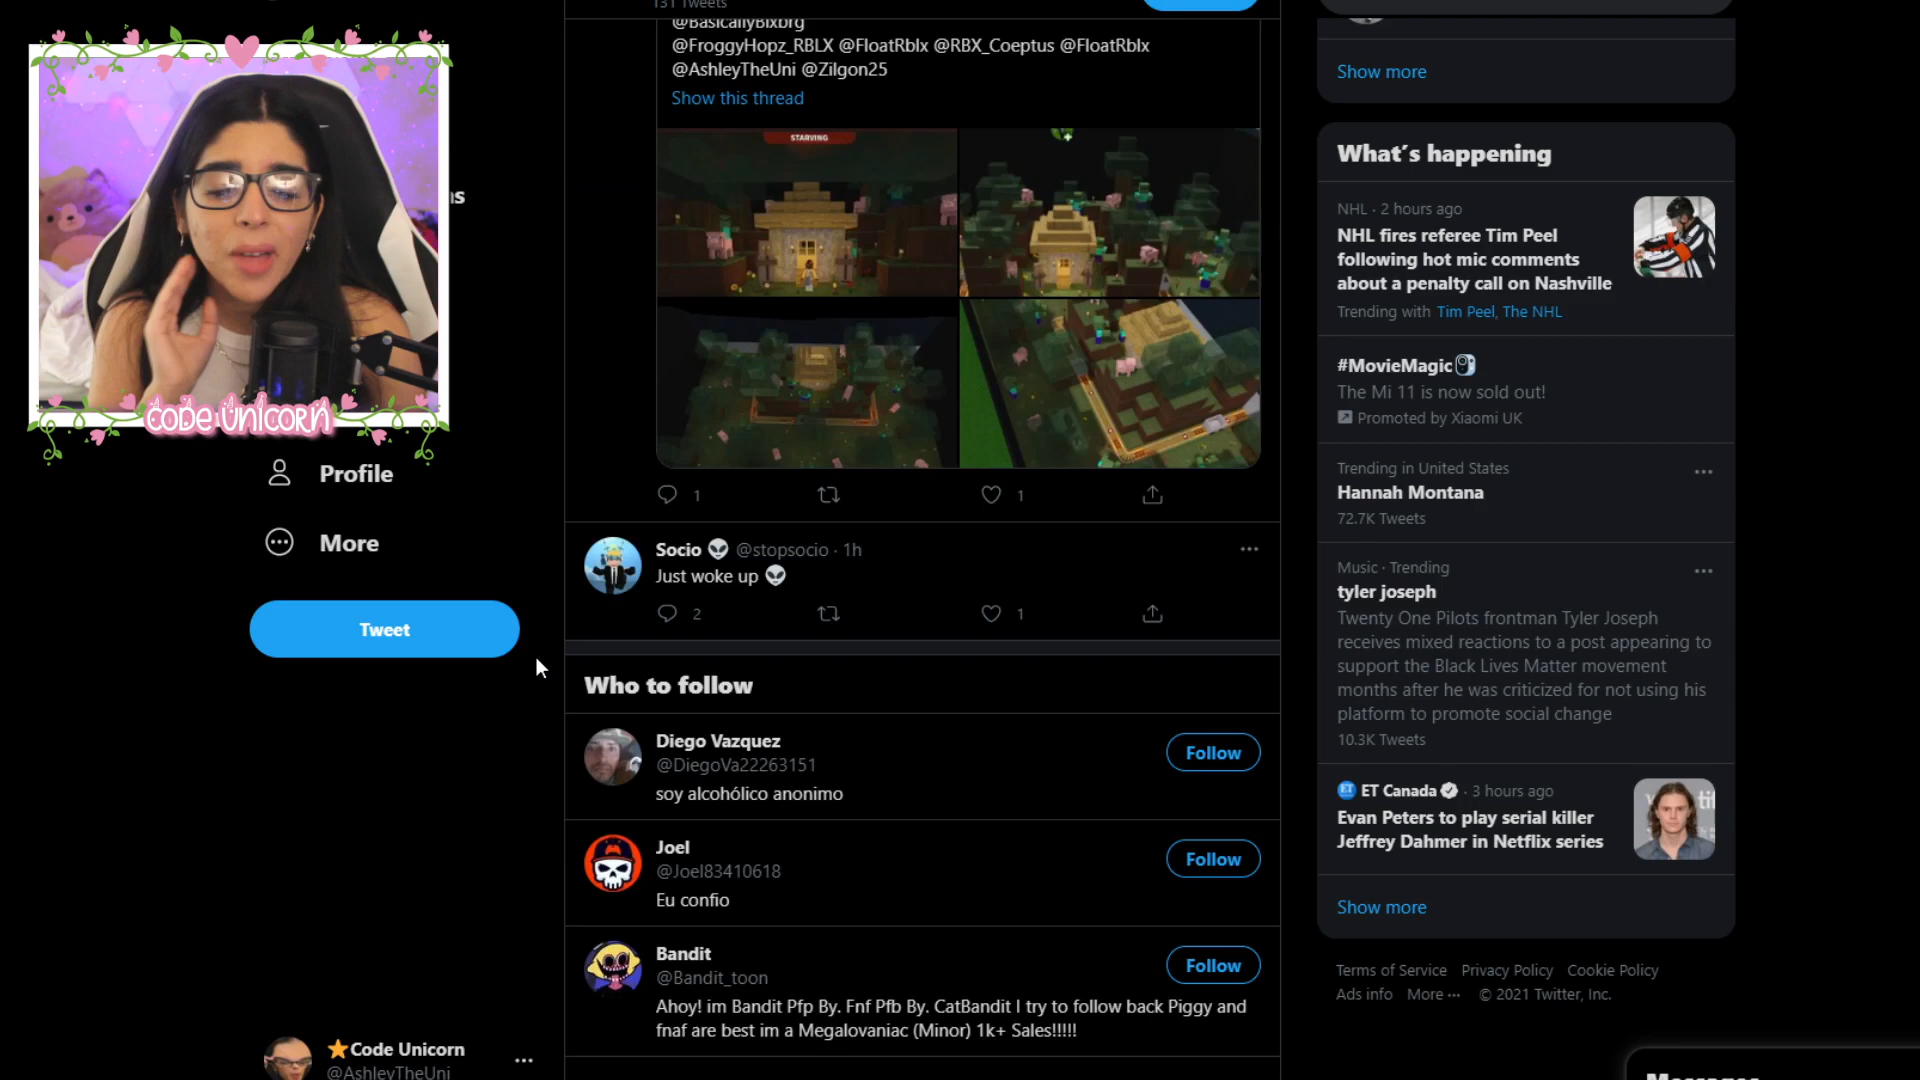 131 Tweets
@BasicallyBlxbrg
@FroggyHopz_RBLX @FloatRblx @RBX_Coeptus @FloatRblx
@AshleyTheUni @Zilgon25
Show this thread
STARVING
1
1
Socio 👽 @stopsocio · 1h
Just woke up 👽
2
1
Who to follow
Diego Vazquez
@DiegoVa22263151
soy alcohólico anonimo
Follow
Joel
@Joel83410618
Eu confio
Follow
Bandit
@Bandit_toon
Follow
Ahoy! im Bandit Pfp By. Fnf Pfb By. CatBandit I try to follow back Piggy and
fnaf are best im a Megalovaniac (Minor) 1k+ Sales!!!!!
CODE UNICORN
Profile
More
Tweet
⭐Code Unicorn
@AshleyTheUni
Show more
What's happening
NHL · 2 hours ago
NHL fires referee Tim Peel
following hot mic comments
about a penalty call on Nashville
Trending with Tim Peel, The NHL
#MovieMagic
The Mi 11 is now sold out!
Promoted by Xiaomi UK
Trending in United States
Hannah Montana
72.7K Tweets
Music · Trending
tyler joseph
Twenty One Pilots frontman Tyler Joseph
receives mixed reactions to a post appearing to
support the Black Lives Matter movement
months after he was criticized for not using his
platform to promote social change
10.3K Tweets
ET Canada · 3 hours ago
Evan Peters to play serial killer
Jeffrey Dahmer in Netflix series
Show more
Terms of Service Privacy Policy Cookie Policy
Ads info More ··· © 2021 Twitter, Inc.
Messages